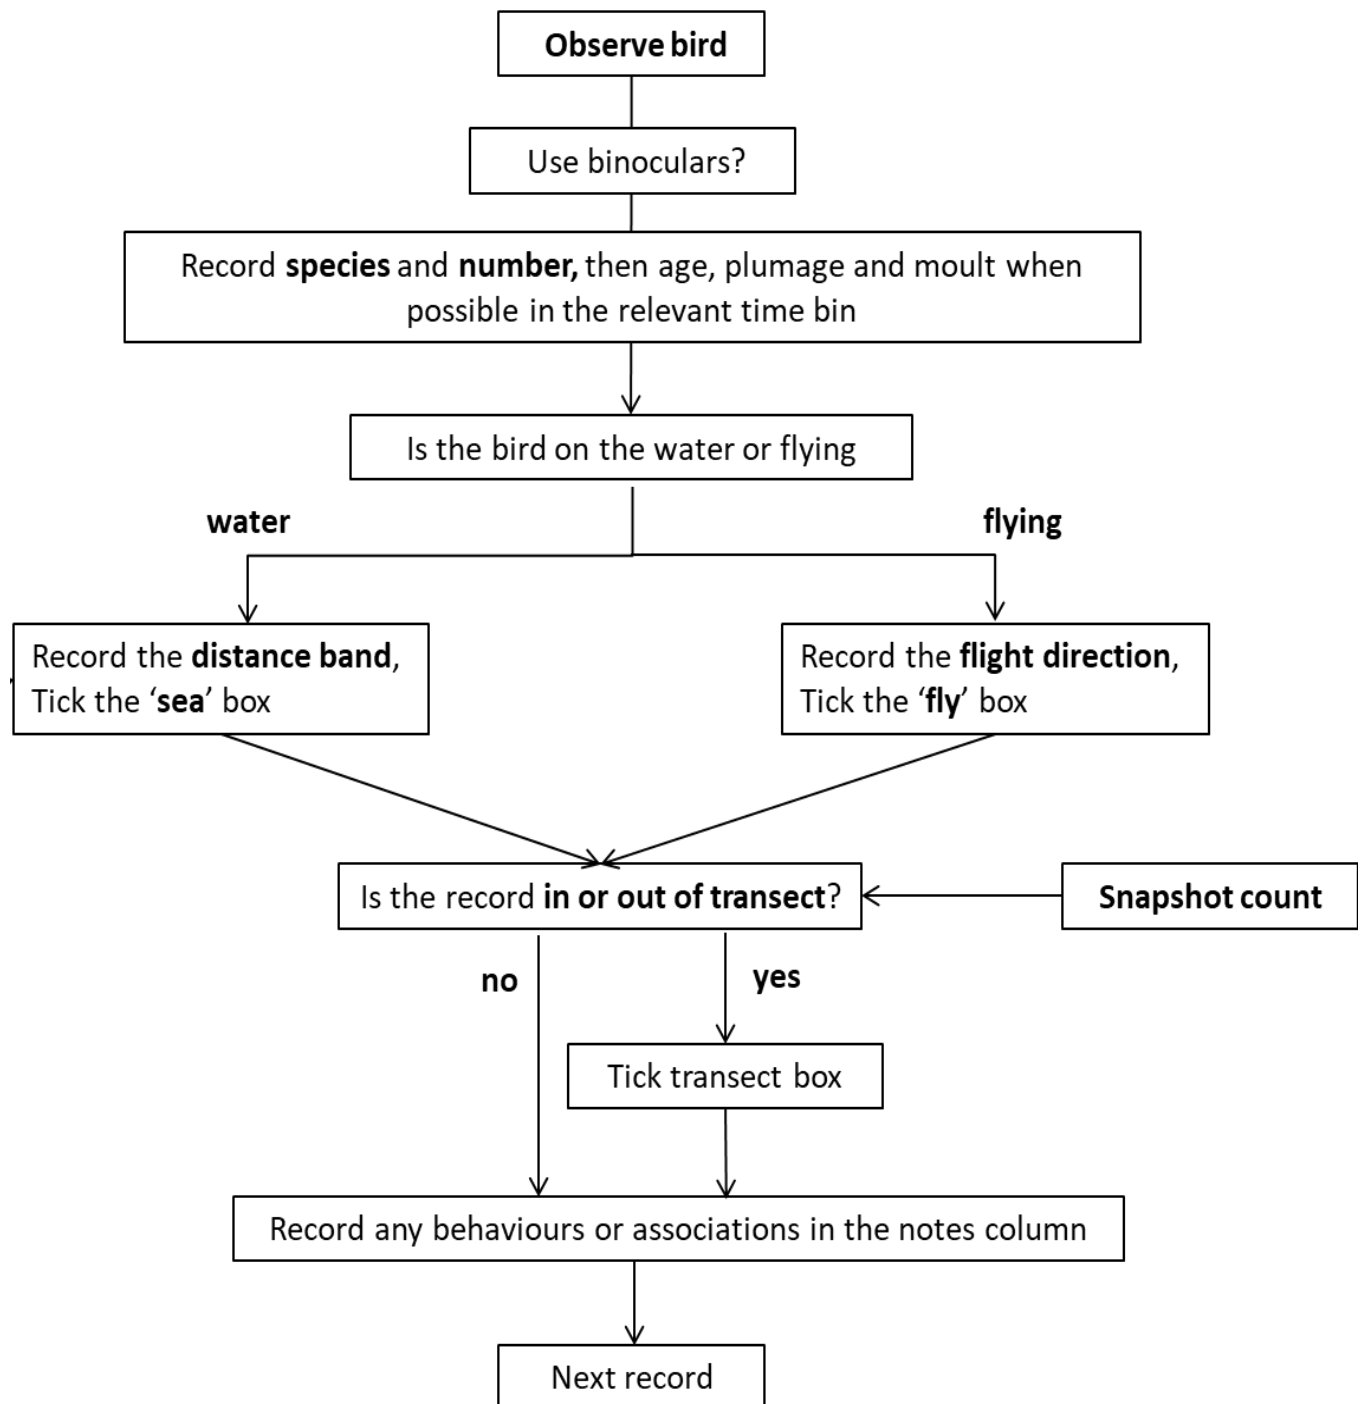 Observe bird
Use binoculars?
Record species and number, then age, plumage and moult when
possible in the relevant time bin
Is the bird on the water or flying
water
flying
Record the distance band,
Tick the ‘sea’ box
Record the flight direction,
Tick the ‘fly’ box
Is the record in or out of transect?
Snapshot count
no
yes
Tick transect box
Record any behaviours or associations in the notes column
Next record